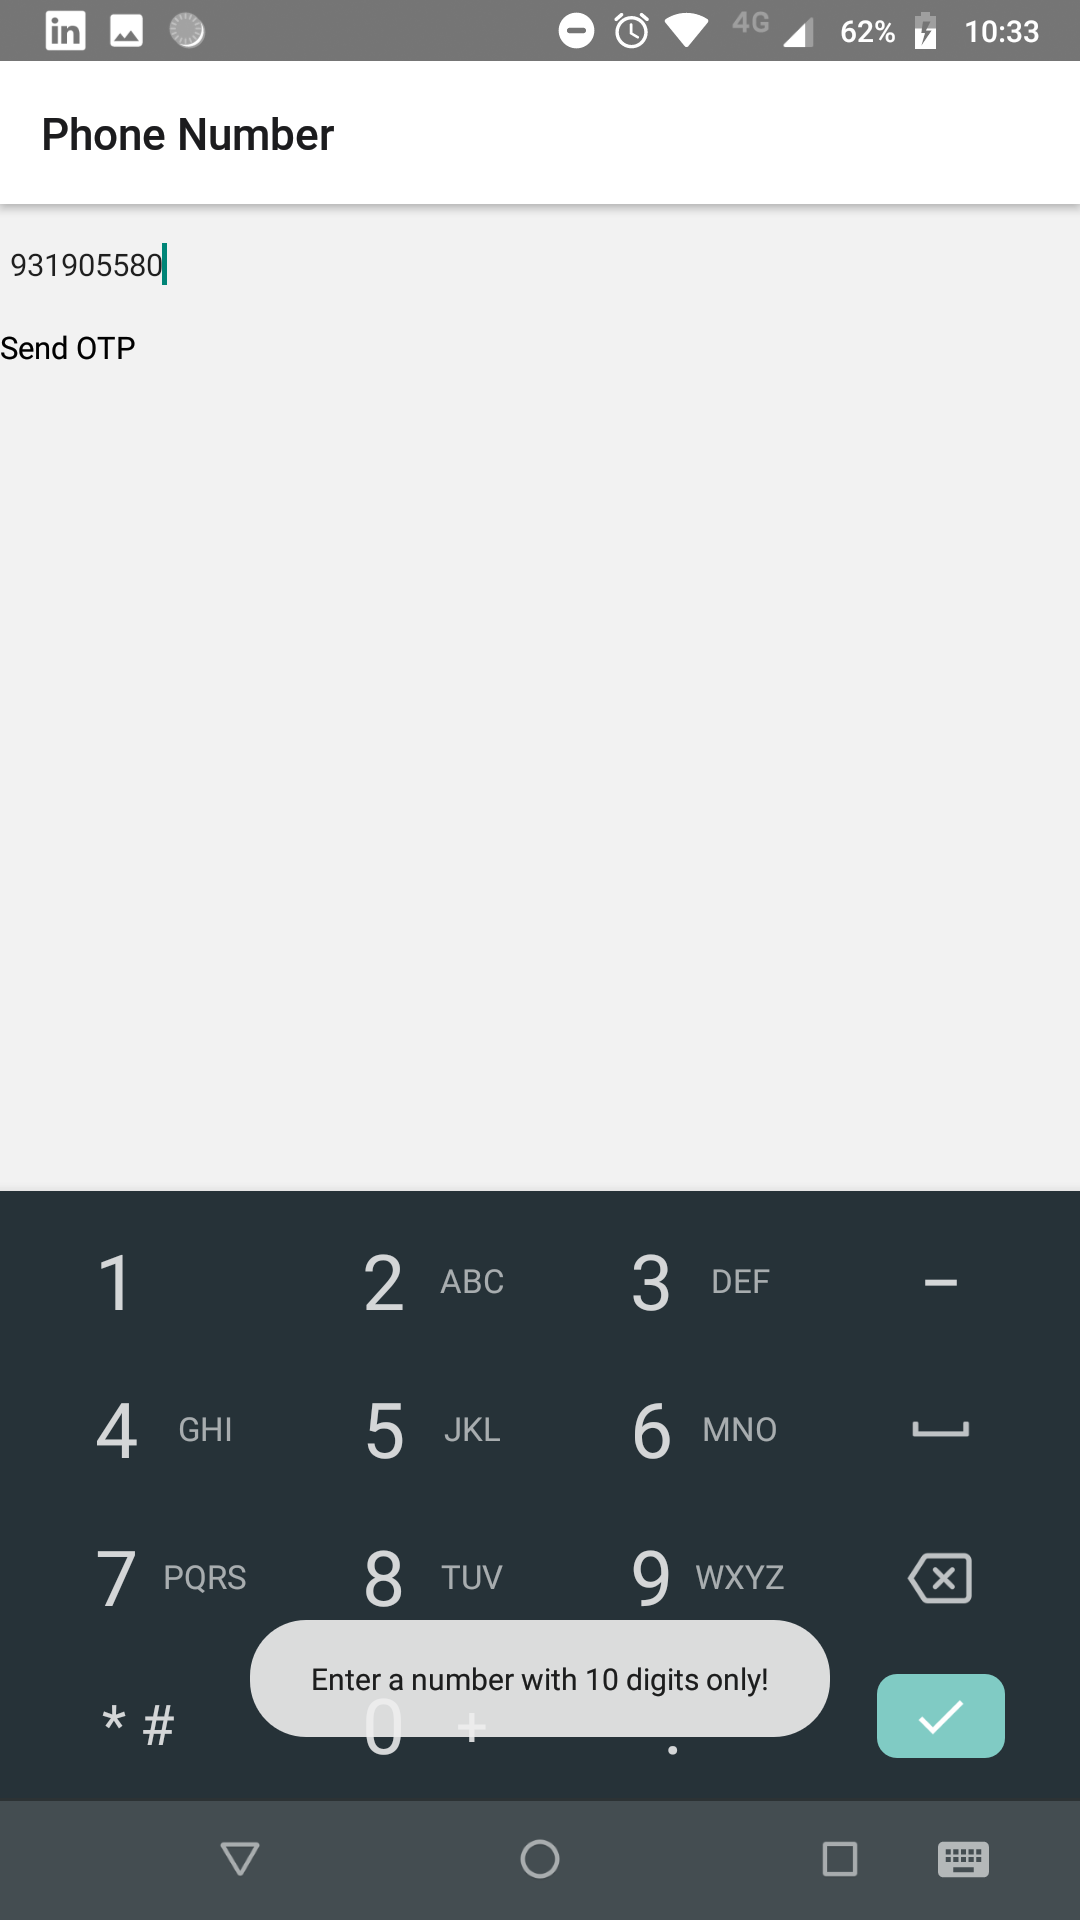 in 4G 62% 10:33
Phone Number
931905580
Send OTP
1 2 ABC 3 DEF –
4 GHI 5 JKL 6 MNO
7 PQRS 8 TUV 9 WXYZ
Enter a number with 10 digits only!
* # 0 + .